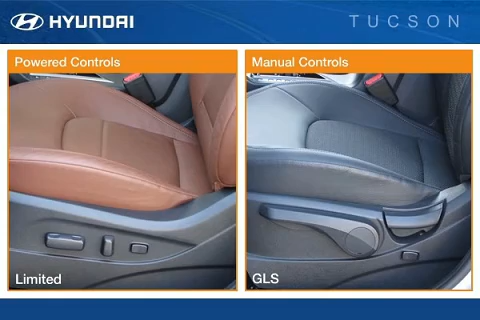 HYUNDAI
TUCSON
Powered Controls
Manual Controls
Limited
GLS